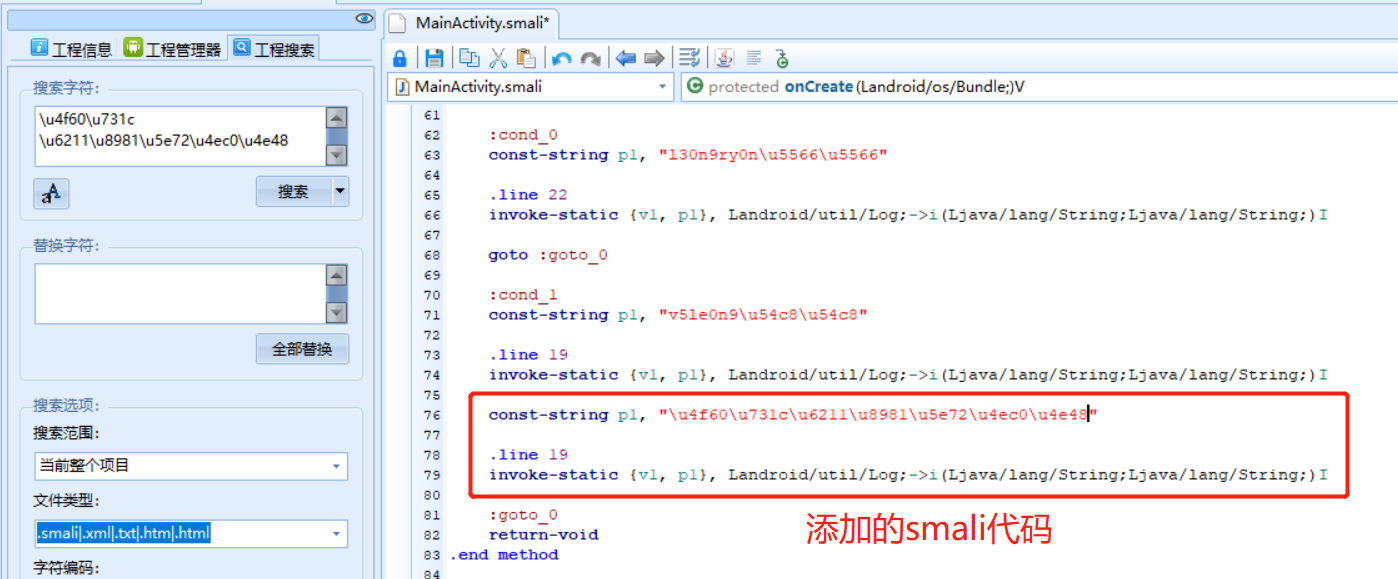 工程信息 工程管理器 工程搜索
搜索字符:
\u4f60\u731c
\u6211\u8981\u5e72\u4ec0\u4e48
搜索
替换字符:
全部替换
搜索选项:
搜索范围:
当前整个项目
文件类型:
.smali|.xml|.txt|.htm|.html
字符编码:
MainActivity.smali*
MainActivity.smali
protected onCreate(Landroid/os/Bundle;)V
61
62 :cond_0
63 const-string p1, "l30n9ry0n\u5566\u5566"
64
65 .line 22
66 invoke-static {v1, p1}, Landroid/util/Log;->i(Ljava/lang/String;Ljava/lang/String;)I
67
68 goto :goto_0
69
70 :cond_1
71 const-string p1, "v5le0n9\u54c8\u54c8"
72
73 .line 19
74 invoke-static {v1, p1}, Landroid/util/Log;->i(Ljava/lang/String;Ljava/lang/String;)I
75
76 const-string p1, "\u4f60\u731c\u6211\u8981\u5e72\u4ec0\u4e48"
77
78 .line 19
79 invoke-static {v1, p1}, Landroid/util/Log;->i(Ljava/lang/String;Ljava/lang/String;)I
80
81 :goto_0
82 return-void
83 .end method
84
添加的smali代码